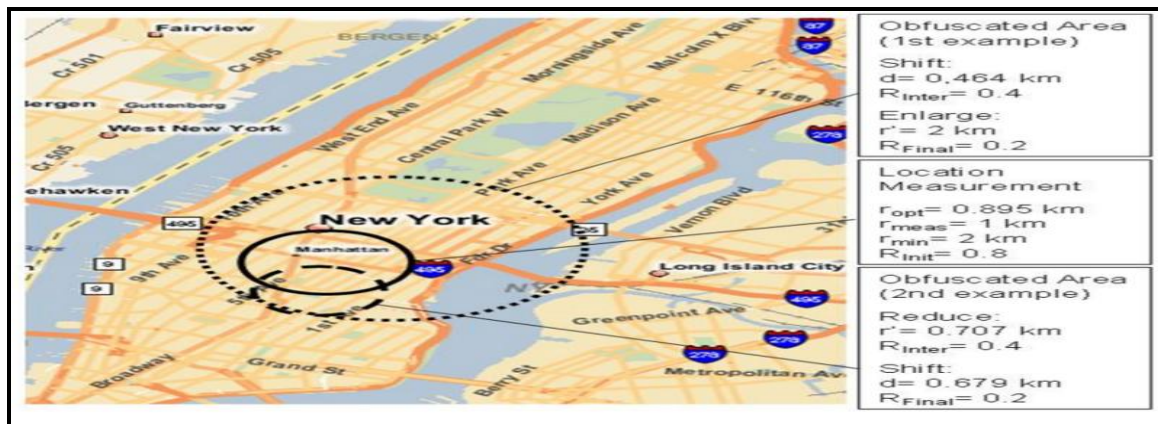 Fairview
BERGEN
Cr 501
Cr 505
Bergen
Guttenberg
West New York
Cr 505
ehawken
495
River
9
9
9th Ave
West End Ave
Central Park W
Morningside Ave
Malcolm X Blvd
E 116th St
Madison Ave
Park Ave
York Ave
Vernon Blvd
87
87
278
New York
Manhattan
495
Fdr Dr
25
31st
Long Island City
495
1st Ave
Greenpoint Ave
278
278
Metropolitan Av
Broadway
Grand St
Berry St
Obfuscated Area
(1st example)
Shift:
d= 0,464 km
RInter= 0.4
Enlarge:
r'= 2 km
RFinal= 0.2
Location
Measurement
ropt= 0.895 km
rmeas= 1 km
rmin= 2 km
RInit= 0.8
Obfuscated Area
(2nd example)
Reduce:
r'= 0.707 km
RInter= 0.4
Shift:
d= 0.679 km
RFinal= 0.2